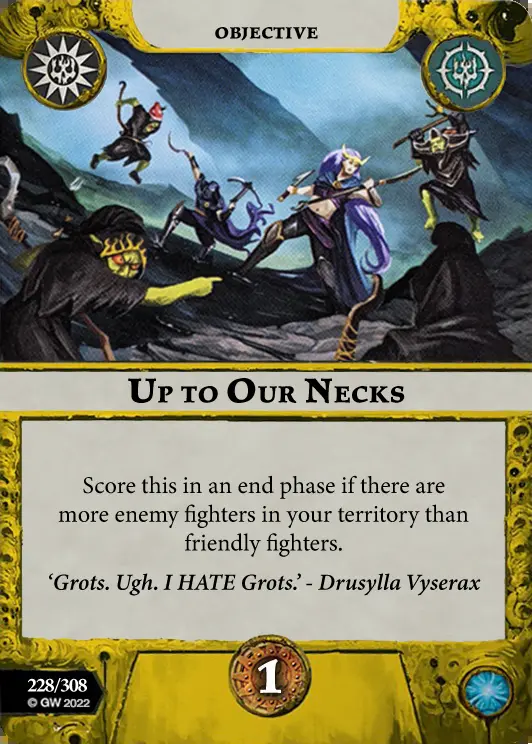 OBJECTIVE
UP TO OUR NECKS
Score this in an end phase if there are
more enemy fighters in your territory than
friendly fighters.
‘Grots. Ugh. I HATE Grots.’ - Drusylla Vyserax
1
228/308
© GW 2022